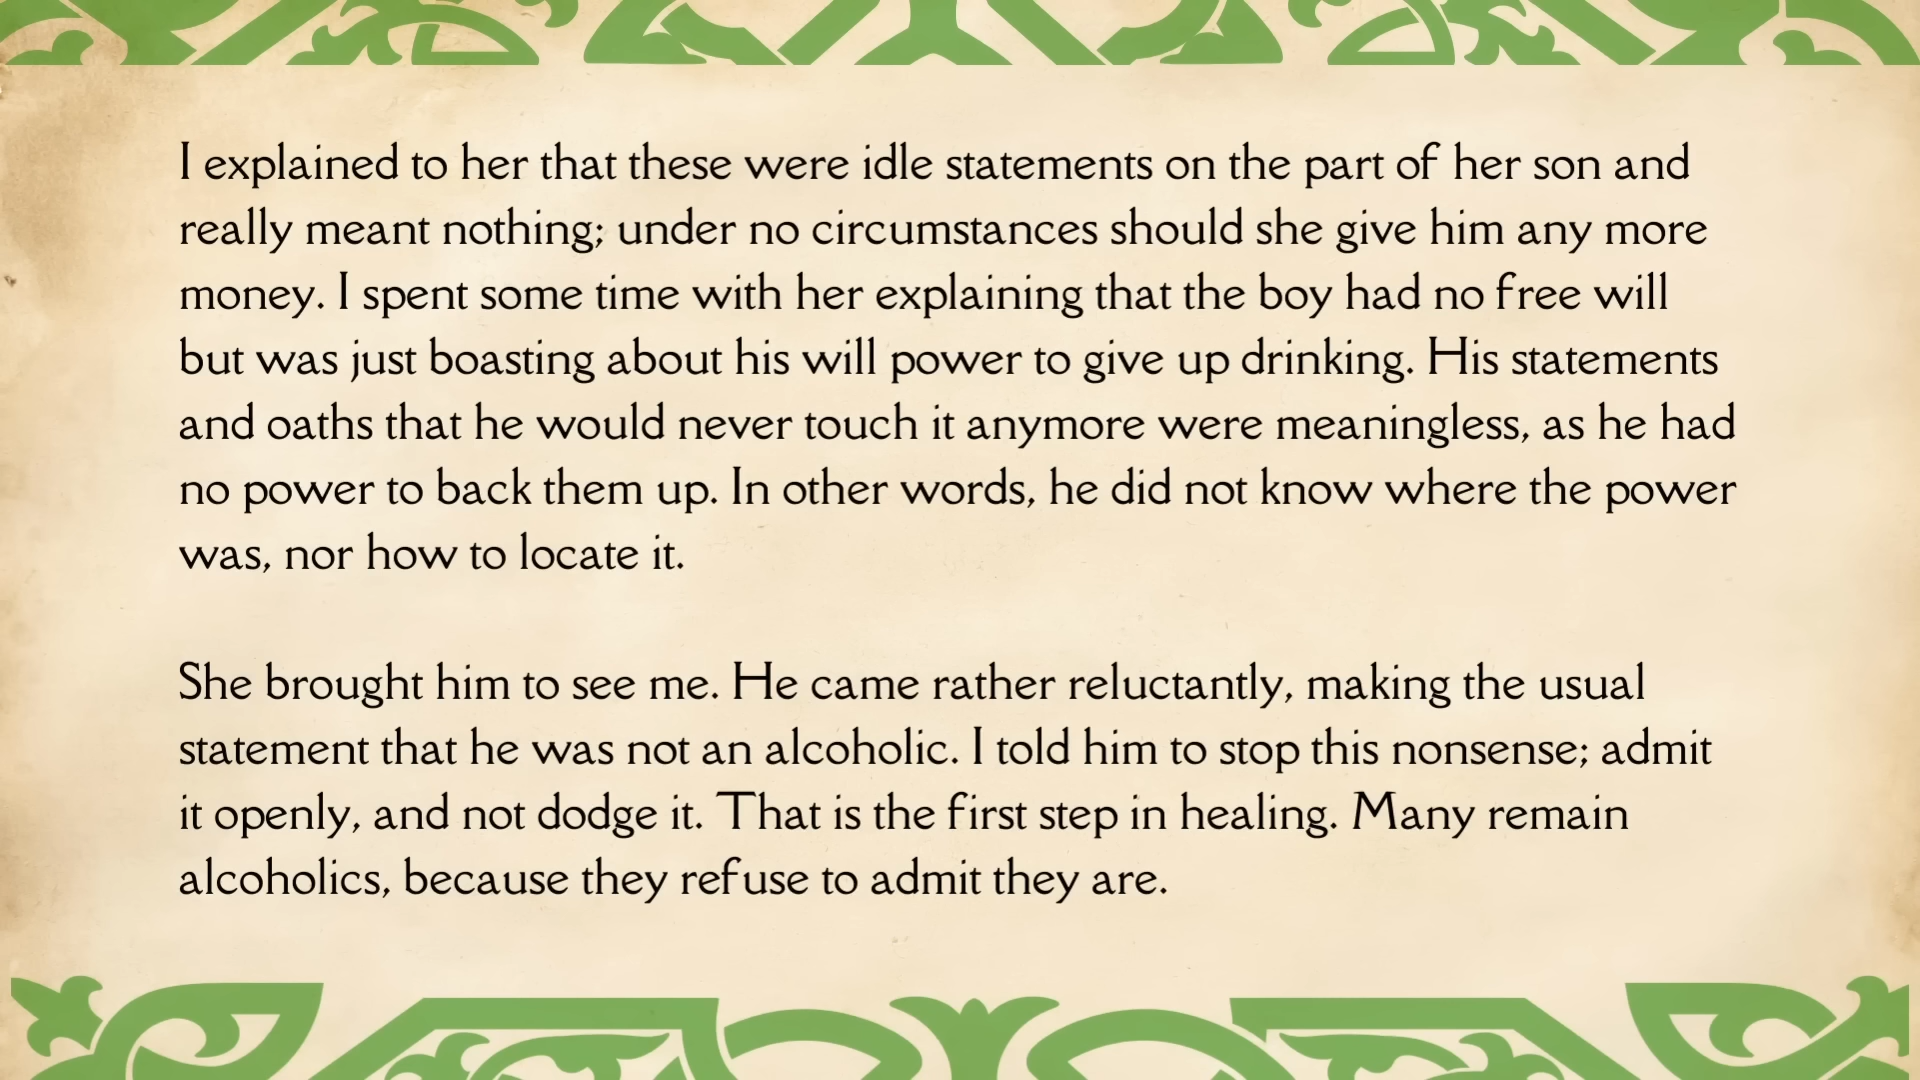 I explained to her that these were idle statements on the part of her son and
really meant nothing; under no circumstances should she give him any more
money. I spent some time with her explaining that the boy had no free will
but was just boasting about his will power to give up drinking. His statements
and oaths that he would never touch it anymore were meaningless, as he had
no power to back them up. In other words, he did not know where the power
was, nor how to locate it.
She brought him to see me. He came rather reluctantly, making the usual
statement that he was not an alcoholic. I told him to stop this nonsense; admit
it openly, and not dodge it. That is the first step in healing. Many remain
alcoholics, because they refuse to admit they are.